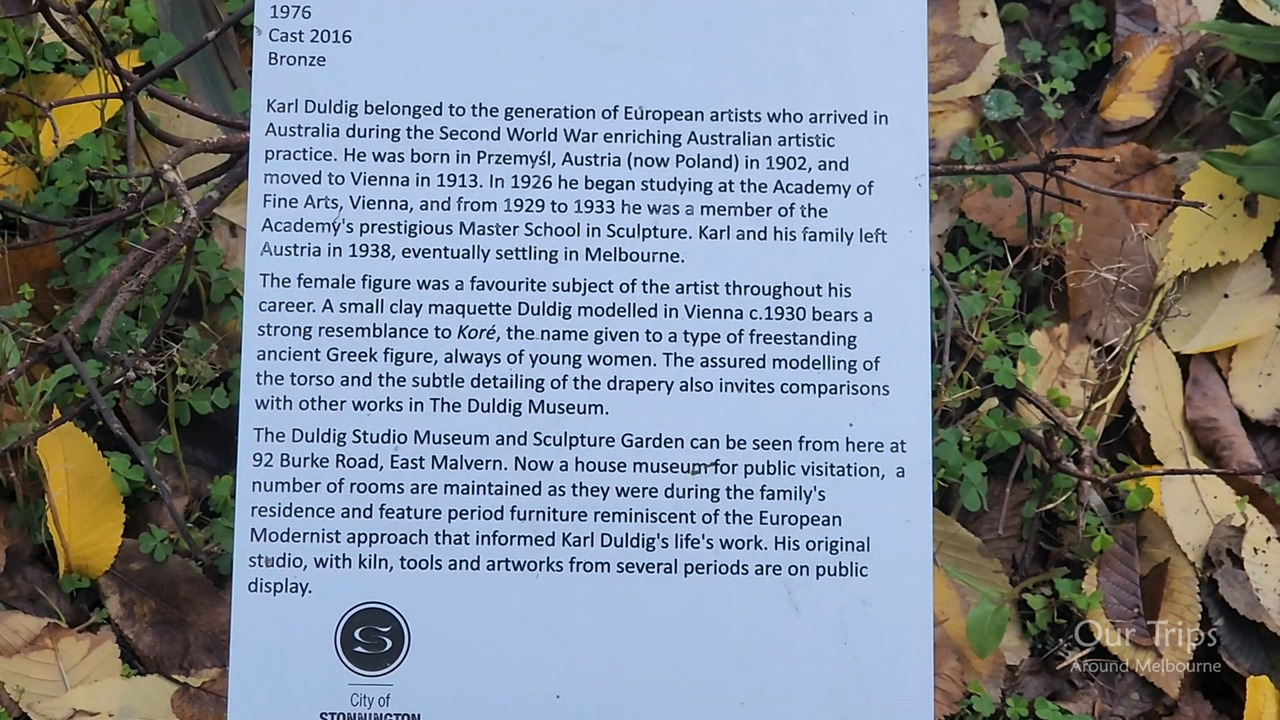 1976
Cast 2016
Bronze
Karl Duldig belonged to the generation of European artists who arrived in
Australia during the Second World War enriching Australian artistic
practice. He was born in Przemyśl, Austria (now Poland) in 1902, and
moved to Vienna in 1913. In 1926 he began studying at the Academy of
Fine Arts, Vienna, and from 1929 to 1933 he was a member of the
Academy's prestigious Master School in Sculpture. Karl and his family left
Austria in 1938, eventually settling in Melbourne.
The female figure was a favourite subject of the artist throughout his
career. A small clay maquette Duldig modelled in Vienna c.1930 bears a
strong resemblance to Koré, the name given to a type of freestanding
ancient Greek figure, always of young women. The assured modelling of
the torso and the subtle detailing of the drapery also invites comparisons
with other works in The Duldig Museum.
The Duldig Studio Museum and Sculpture Garden can be seen from here at
92 Burke Road, East Malvern. Now a house museum for public visitation, a
number of rooms are maintained as they were during the family's
residence and feature period furniture reminiscent of the European
Modernist approach that informed Karl Duldig's life's work. His original
studio, with kiln, tools and artworks from several periods are on public
display.
S
City of
STONNINGTON
Our Trips
Around Melbourne